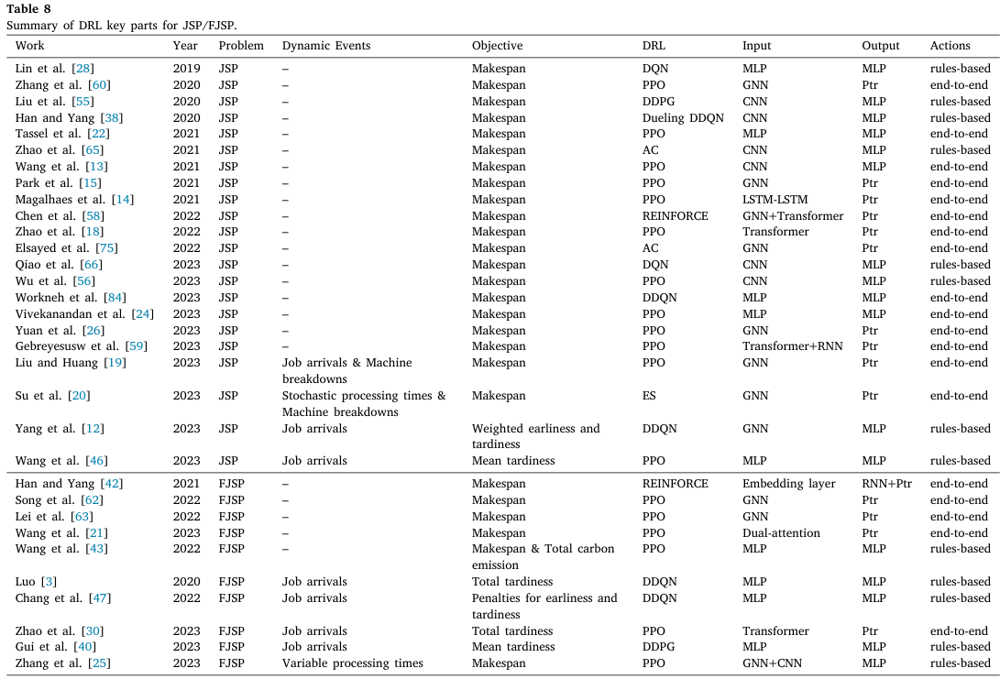 Table 8
Summary of DRL key parts for JSP/FJSP.
Work Year Problem Dynamic Events Objective DRL Input Output Actions
Lin et al. [28] 2019 JSP – Makespan DQN MLP MLP rules-based
Zhang et al. [60] 2020 JSP – Makespan PPO GNN Ptr end-to-end
Liu et al. [55] 2020 JSP – Makespan DDPG CNN MLP rules-based
Han and Yang [38] 2020 JSP – Makespan Dueling DDQN CNN MLP rules-based
Tassel et al. [22] 2021 JSP – Makespan PPO MLP MLP end-to-end
Zhao et al. [65] 2021 JSP – Makespan AC CNN MLP rules-based
Wang et al. [13] 2021 JSP – Makespan PPO CNN MLP end-to-end
Park et al. [15] 2021 JSP – Makespan PPO GNN Ptr end-to-end
Magalhaes et al. [14] 2021 JSP – Makespan PPO LSTM-LSTM Ptr end-to-end
Chen et al. [58] 2022 JSP – Makespan REINFORCE GNN+Transformer Ptr end-to-end
Zhao et al. [18] 2022 JSP – Makespan PPO Transformer Ptr end-to-end
Elsayed et al. [75] 2022 JSP – Makespan AC GNN Ptr end-to-end
Qiao et al. [66] 2023 JSP – Makespan DQN CNN MLP rules-based
Wu et al. [56] 2023 JSP – Makespan PPO CNN MLP rules-based
Workneh et al. [84] 2023 JSP – Makespan DDQN MLP MLP end-to-end
Vivekanandan et al. [24] 2023 JSP – Makespan PPO MLP MLP end-to-end
Yuan et al. [26] 2023 JSP – Makespan PPO GNN Ptr end-to-end
Gebreyesusw et al. [59] 2023 JSP – Makespan PPO Transformer+RNN Ptr end-to-end
Liu and Huang [19] 2023 JSP Job arrivals & Machine Makespan PPO GNN Ptr end-to-end
breakdowns
Su et al. [20] 2023 JSP Stochastic processing times & Makespan ES GNN Ptr end-to-end
Machine breakdowns
Yang et al. [12] 2023 JSP Job arrivals Weighted earliness and DDQN GNN MLP rules-based
tardiness
Wang et al. [46] 2023 JSP Job arrivals Mean tardiness PPO MLP MLP rules-based
Han and Yang [42] 2021 FJSP – Makespan REINFORCE Embedding layer RNN+Ptr end-to-end
Song et al. [62] 2022 FJSP – Makespan PPO GNN Ptr end-to-end
Lei et al. [63] 2022 FJSP – Makespan PPO GNN Ptr end-to-end
Wang et al. [21] 2023 FJSP – Makespan PPO Dual-attention Ptr end-to-end
Wang et al. [43] 2022 FJSP – Makespan & Total carbon PPO MLP MLP rules-based
emission
Luo [3] 2020 FJSP Job arrivals Total tardiness DDQN MLP MLP rules-based
Chang et al. [47] 2022 FJSP Job arrivals Penalties for earliness and DDQN MLP MLP rules-based
tardiness
Zhao et al. [30] 2023 FJSP Job arrivals Total tardiness PPO Transformer Ptr end-to-end
Gui et al. [40] 2023 FJSP Job arrivals Mean tardiness DDPG MLP MLP rules-based
Zhang et al. [25] 2023 FJSP Variable processing times Makespan PPO GNN+CNN MLP rules-based